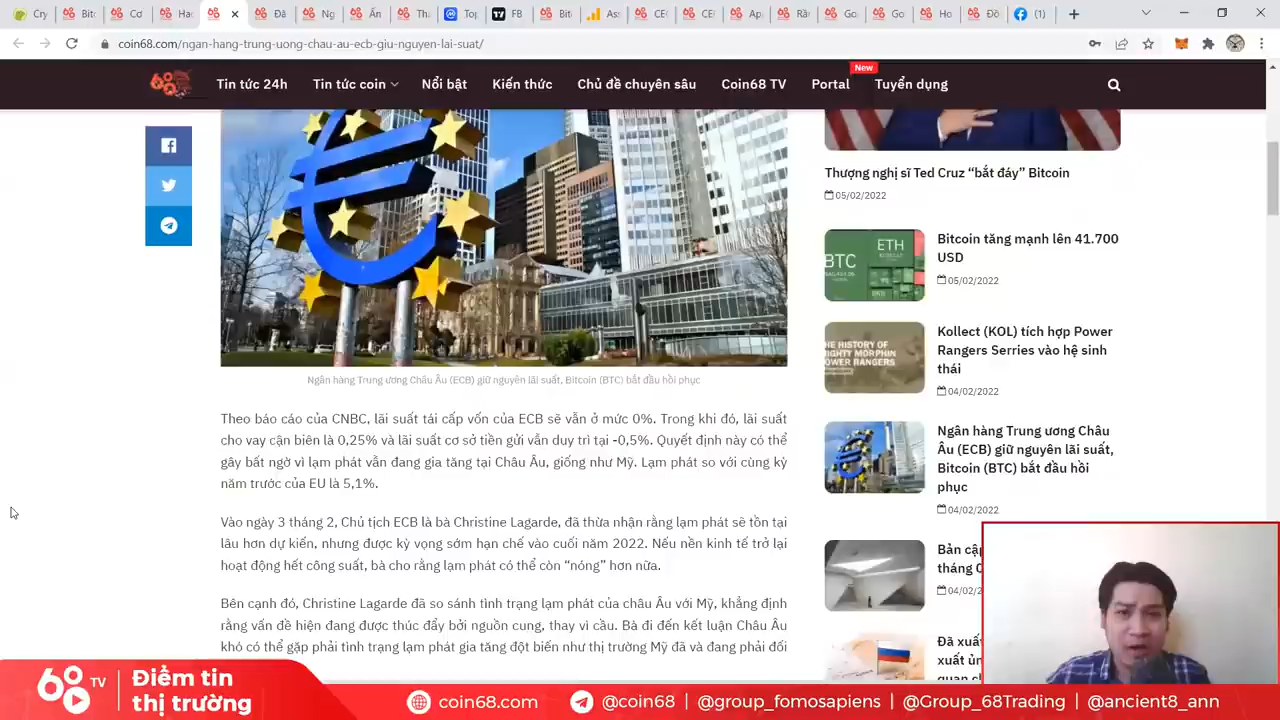 Cry
Bit
Cơ
Hac
Đã
Ng
Ấn
Top
FB
Bit
As
CE
CE
Ap
Rã
Go
Go
Ho
Đồ
(1)
coin68.com/ngan-hang-trung-uong-chau-au-ecb-giu-nguyen-lai-suat/
68
Tin tức 24h
Tin tức coin
Nổi bật
Kiến thức
Chủ đề chuyên sâu
Coin68 TV
Portal
New
Tuyển dụng
Ngân hàng Trung ương Châu Âu (ECB) giữ nguyên lãi suất, Bitcoin (BTC) bắt đầu hồi phục
Theo báo cáo của CNBC, lãi suất tái cấp vốn của ECB sẽ vẫn ở mức 0%. Trong khi đó, lãi suất
cho vay cận biên là 0,25% và lãi suất cơ sở tiền gửi vẫn duy trì tại -0,5%. Quyết định này có thể
gây bất ngờ vì lạm phát vẫn đang gia tăng tại Châu Âu, giống như Mỹ. Lạm phát so với cùng kỳ
năm trước của EU là 5,1%.
Vào ngày 3 tháng 2, Chủ tịch ECB là bà Christine Lagarde, đã thừa nhận rằng lạm phát sẽ tồn tại
lâu hơn dự kiến, nhưng được kỳ vọng sớm hạn chế vào cuối năm 2022. Nếu nền kinh tế trở lại
hoạt động hết công suất, bà cho rằng lạm phát có thể còn “nóng” hơn nữa.
Bên cạnh đó, Christine Lagarde đã so sánh tình trạng lạm phát của châu Âu với Mỹ, khẳng định
rằng vấn đề hiện đang được thúc đẩy bởi nguồn cung, thay vì cầu. Bà đi đến kết luận Châu Âu
khó có thể gặp phải tình trạng lạm phát gia tăng đột biến như thị trường Mỹ đã và đang phải đối
Thượng nghị sĩ Ted Cruz “bắt đáy” Bitcoin
05/02/2022
BTC
ETH
Bitcoin tăng mạnh lên 41.700
USD
05/02/2022
THE HISTORY OF
MIGHTY MORPHIN
POWER RANGERS
Kollect (KOL) tích hợp Power
Rangers Serries vào hệ sinh
thái
04/02/2022
Ngân hàng Trung ương Châu
Âu (ECB) giữ nguyên lãi suất,
Bitcoin (BTC) bắt đầu hồi
phục
04/02/2022
Bản cậ
tháng 0
04/02/2
Đã xuấ
xuất ủn
quan c
68 TV
Điểm tin
thị trường
coin68.com
@coin68 | @group_fomosapiens | @Group_68Trading | @ancient8_ann